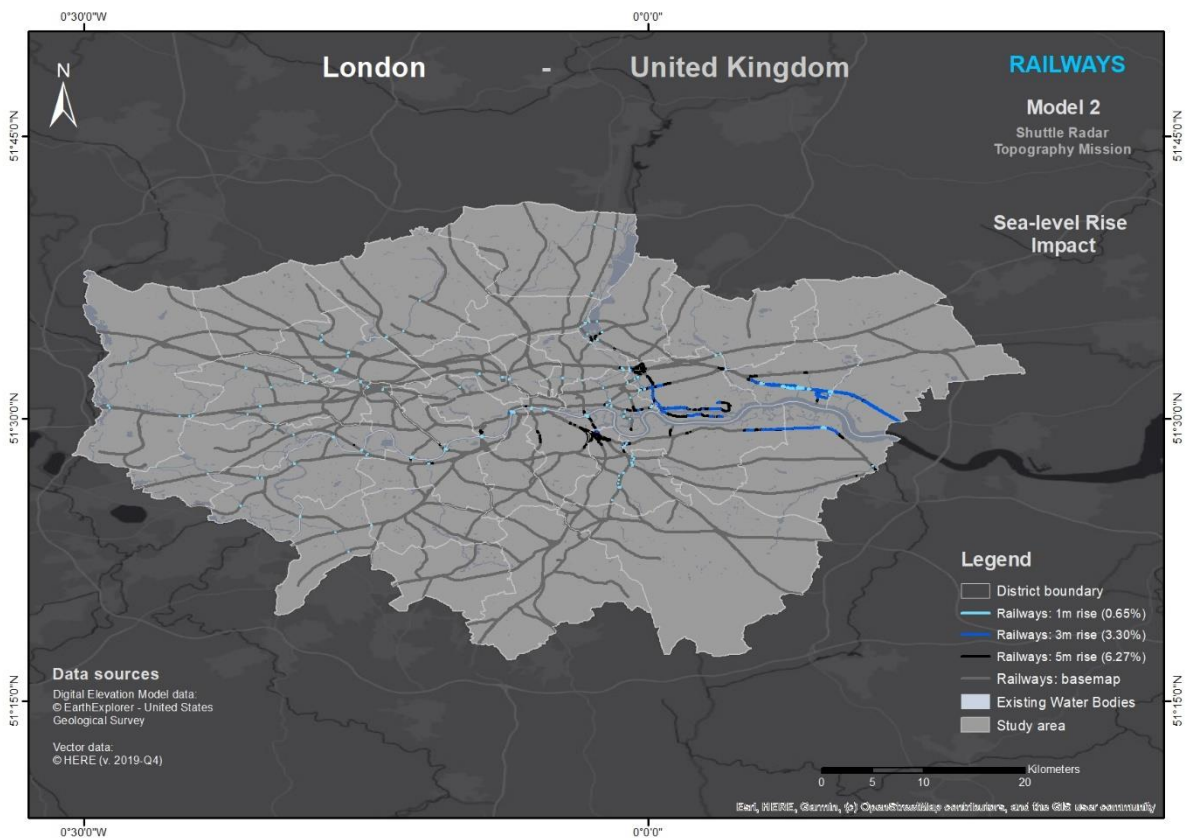 0°30'0"W
0°0'0"
N
London - United Kingdom
RAILWAYS
Model 2
Shuttle Radar
Topography Mission
Sea-level Rise
Impact
51°45'0"N
51°45'0"N
51°30'0"N
51°30'0"N
51°15'0"N
51°15'0"N
Legend
District boundary
Railways: 1m rise (0.65%)
Railways: 3m rise (3.30%)
Railways: 5m rise (6.27%)
Railways: basemap
Existing Water Bodies
Study area
Data sources
Digital Elevation Model data:
© EarthExplorer - United States
Geological Survey
Vector data:
© HERE (v. 2019-Q4)
Kilometers
0 5 10 20
Esri, HERE, Garmin, (c) OpenStreetMap contributors, and the GIS user community
0°30'0"W
0°0'0"